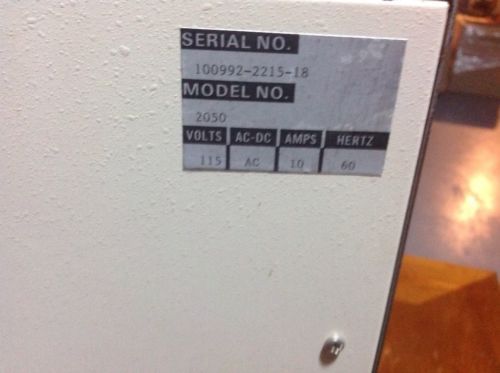 SERIAL NO.
100992-2215-18
MODEL NO.
2050
VOLTS AC-DC AMPS HERTZ
115 AC 10 60